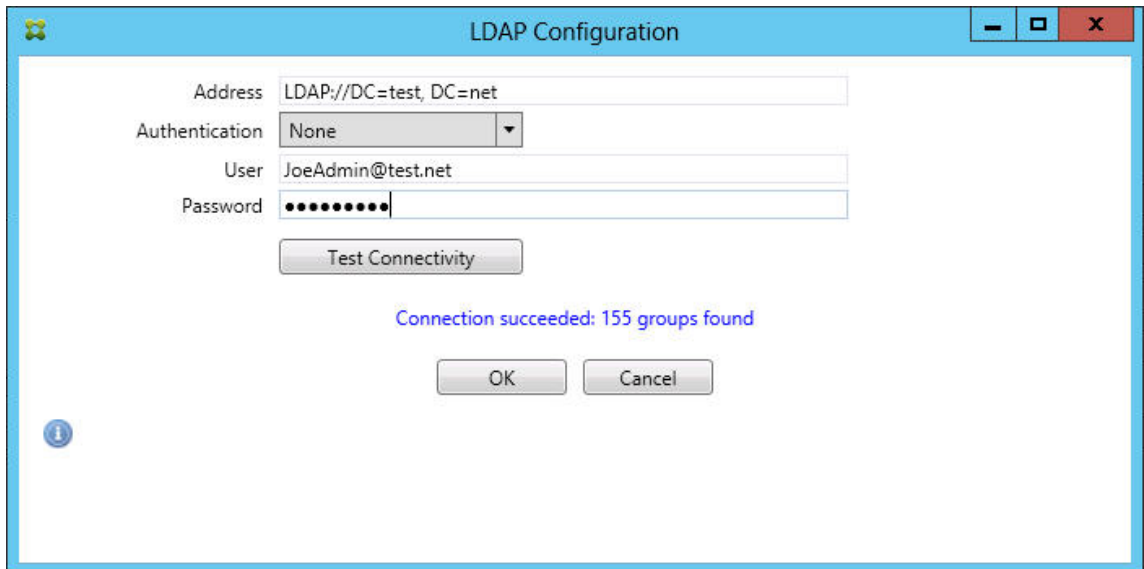 LDAP Configuration
Address LDAP://DC=test, DC=net
Authentication None
User JoeAdmin@test.net
Password •••••••••
Test Connectivity
Connection succeeded: 155 groups found
OK Cancel